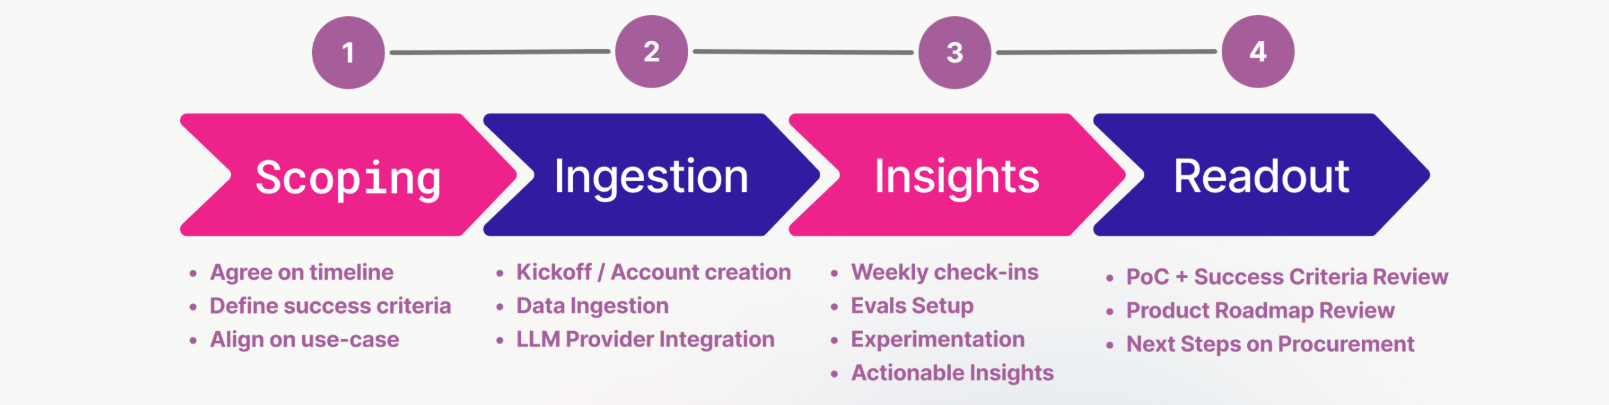 1
2
3
4
Scoping
Ingestion
Insights
Readout
• Agree on timeline
• Define success criteria
• Align on use-case
• Kickoff / Account creation
• Data Ingestion
• LLM Provider Integration
• Weekly check-ins
• Evals Setup
• Experimentation
• Actionable Insights
• PoC + Success Criteria Review
• Product Roadmap Review
• Next Steps on Procurement